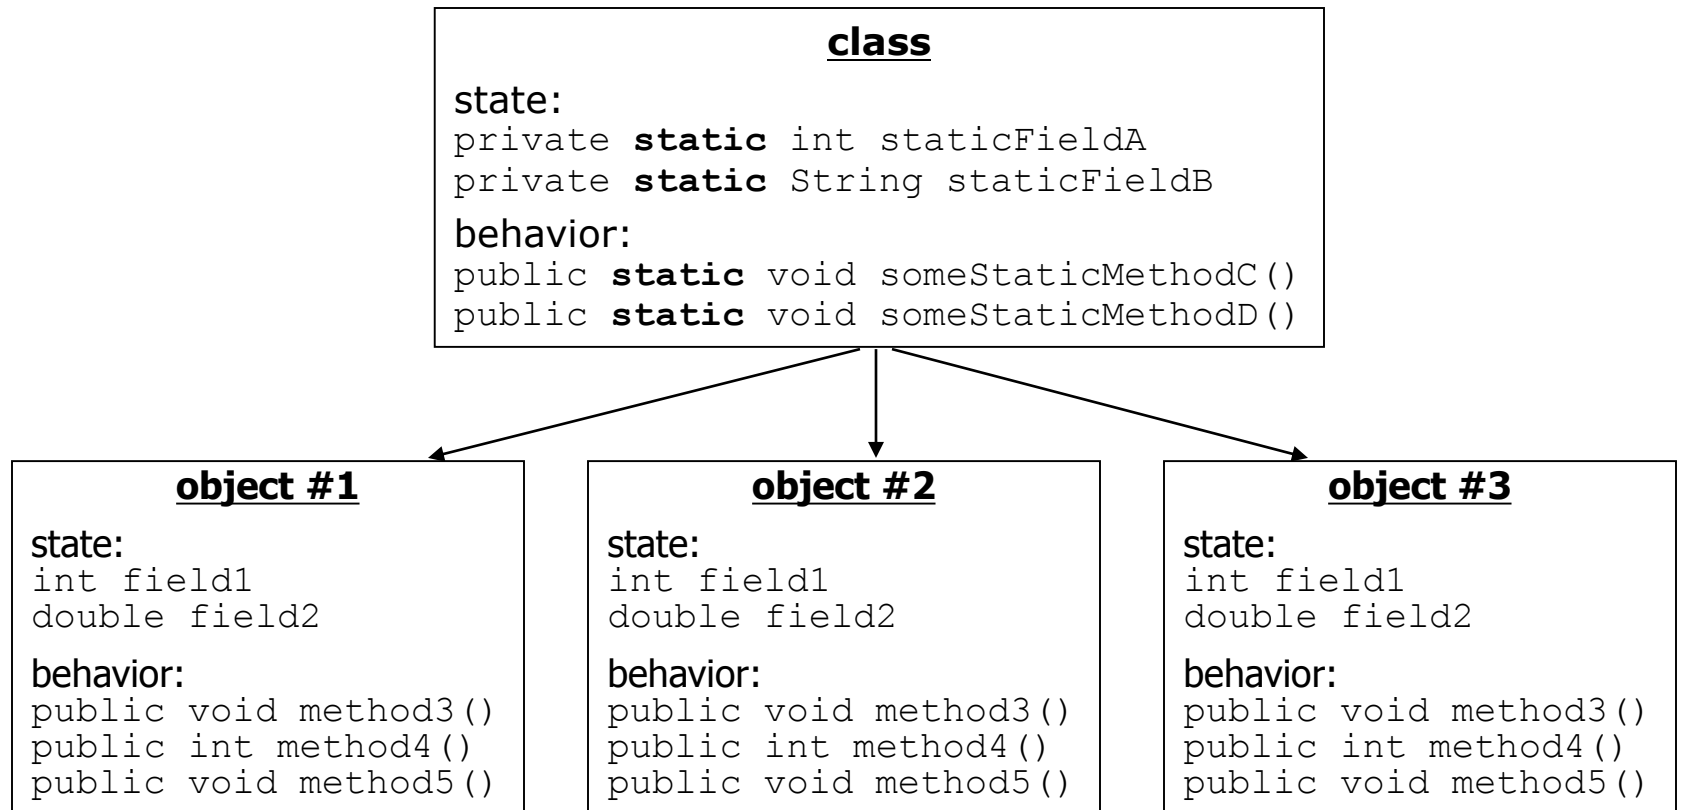 class
state:
private static int staticFieldA
private static String staticFieldB
behavior:
public static void someStaticMethodC()
public static void someStaticMethodD()
object #1
state:
int field1
double field2
behavior:
public void method3()
public int method4()
public void method5()
object #2
state:
int field1
double field2
behavior:
public void method3()
public int method4()
public void method5()
object #3
state:
int field1
double field2
behavior:
public void method3()
public int method4()
public void method5()